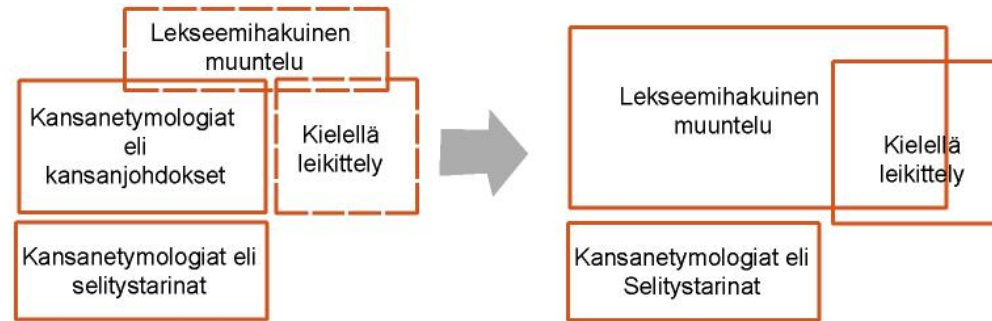 Lekseemihakuinen
muuntelu
Kansanetymologiat
eli
kansanjohdokset
Kielellä
leikittely
Kansanetymologiat eli
selitystarinat
Lekseemihakuinen
muuntelu
Kielellä
leikittely
Kansanetymologiat eli
Selitystarinat